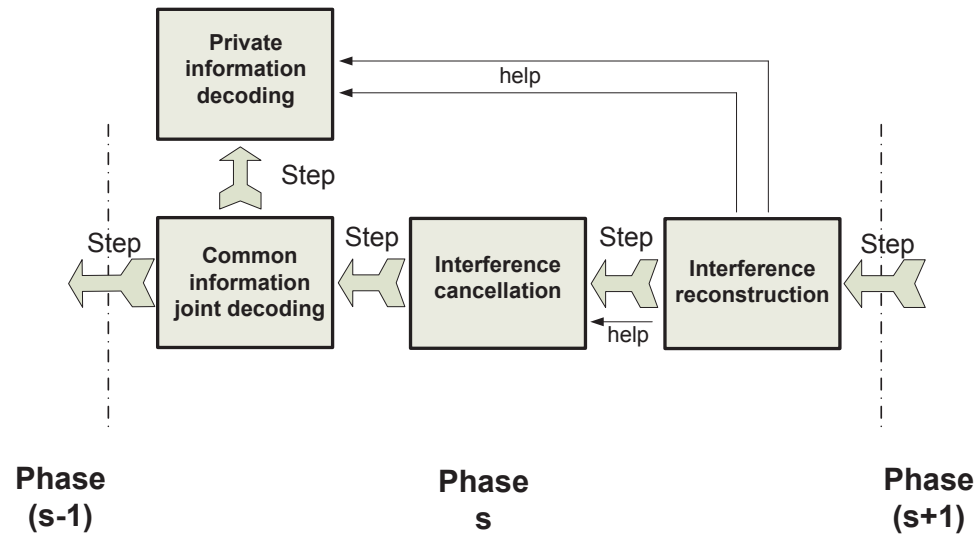 Private
information
decoding
help
Step
Step
Common
information
joint decoding
Step
Interference
cancellation
Step
help
Interference
reconstruction
Step
Phase
(s-1)
Phase
s
Phase
(s+1)